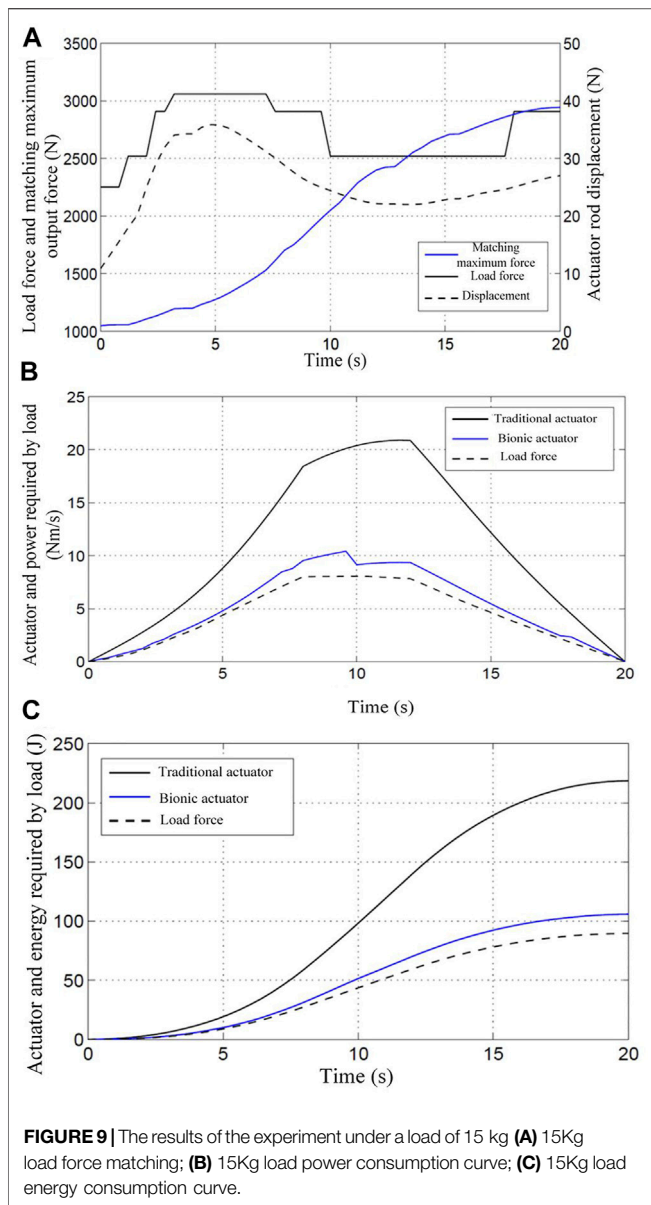 A
Load force and matching maximum
output force (N)
3500
3000
2500
2000
1500
1000
50
40
30
20
10
0
Actuator rod displacement (N)
Matching
maximum force
Load force
Displacement
0
5
10
15
20
Time (s)
B
Actuator and power required by load
(Nm/s)
25
20
15
10
5
0
Traditional actuator
Bionic actuator
Load force
0
5
10
15
20
Time (s)
C
Actuator and energy required by load (J)
250
200
150
100
50
0
Traditional actuator
Bionic actuator
Load force
0
5
10
15
20
Time (s)
FIGURE 9 | The results of the experiment under a load of 15 kg (A) 15Kg
load force matching; (B) 15Kg load power consumption curve; (C) 15Kg load
energy consumption curve.